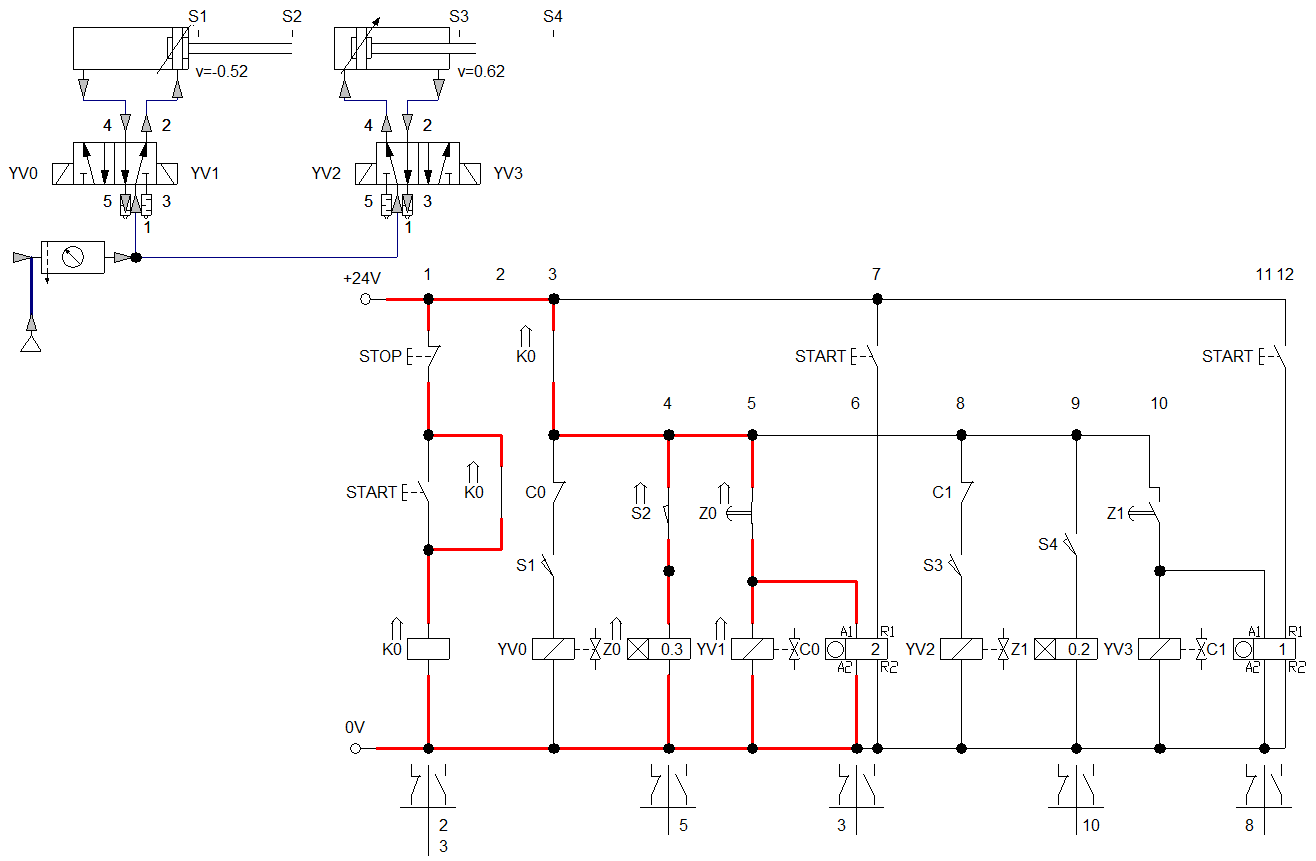 S1 S2 S3 S4
v=-0.52 v=0.62
4 2 4 2
YV0 YV1 YV2 YV3
5 3 5 3
1 1
+24V 1 2 3 7 11 12
STOP K0 START START
4 5 6 8 9 10
START K0 C0 S2 Z0 C1 Z1
S1 S3 S4
A1 R1 A1 R1
K0 YV0 Z0 0.3 YV1 C0 2 YV2 Z1 0.2 YV3 C1 1
A2 R2 A2 R2
0V
2 5 3 10 8
3